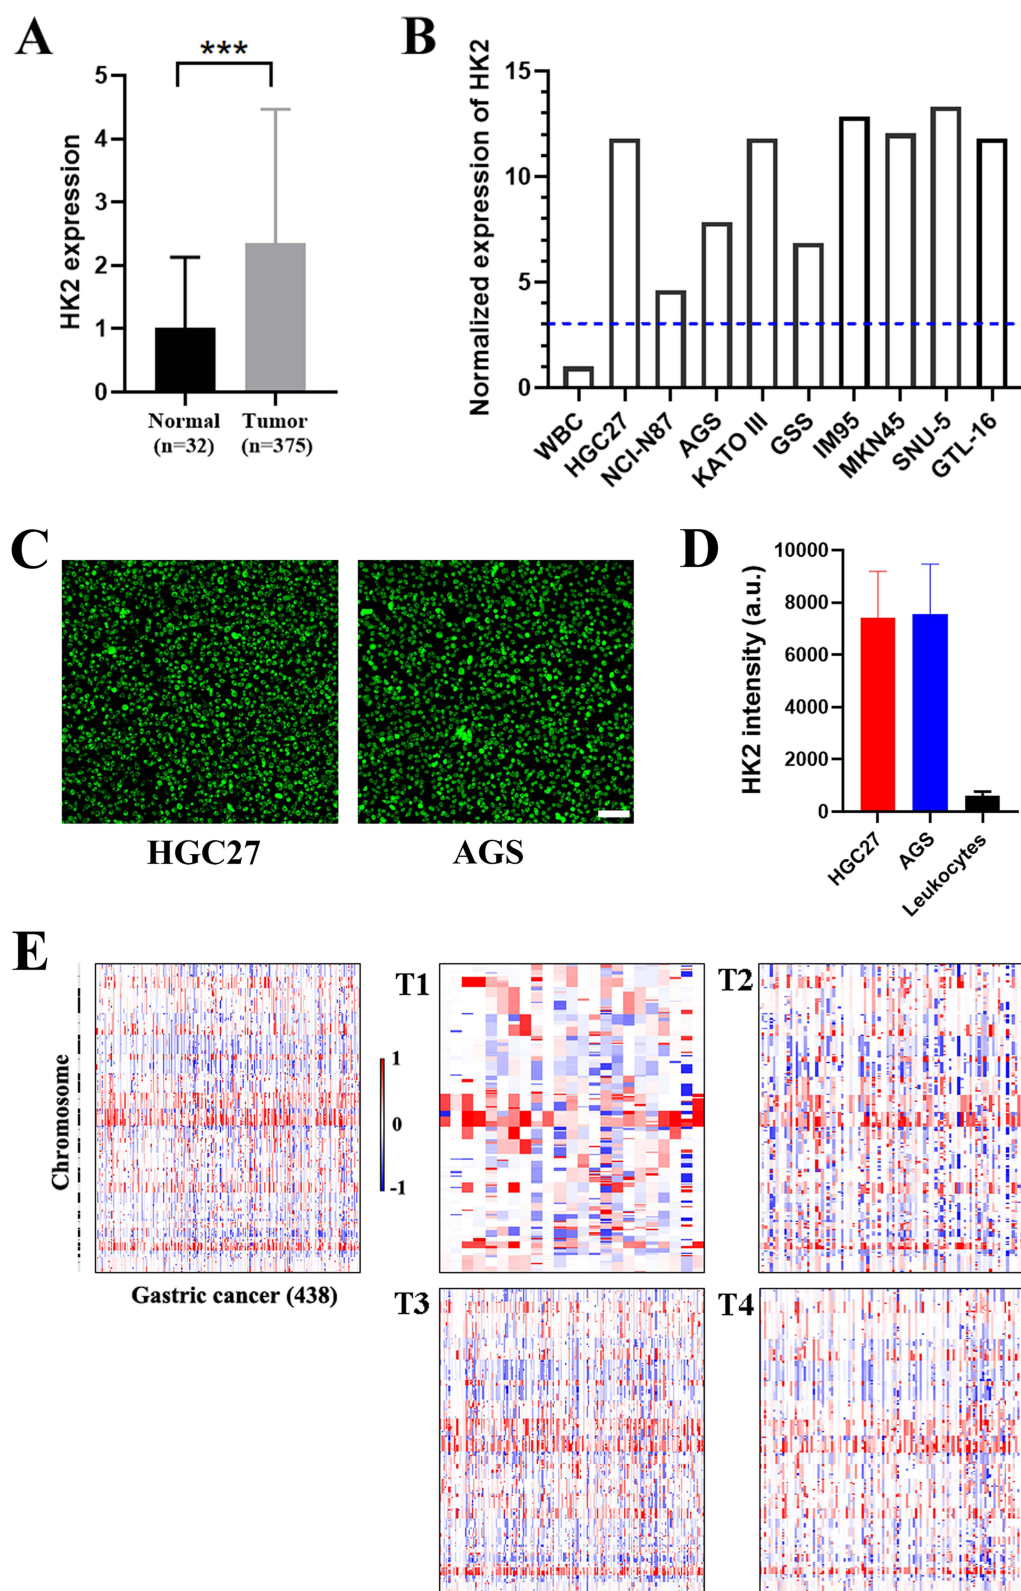 A
***
HK2 expression
5
4
3
2
1
0
Normal
(n=32)
Tumor
(n=375)
B
Normalized expression of HK2
15
10
5
0
WBC
HGC27
NCI-N87
AGS
KATO III
GSS
IM95
MKN45
SNU-5
GTL-16
C
HGC27
AGS
D
HK2 intensity (a.u.)
10000
8000
6000
4000
2000
0
HGC27
AGS
Leukocytes
E
Chromosome
Gastric cancer (438)
1
0
-1
T1
T2
T3
T4